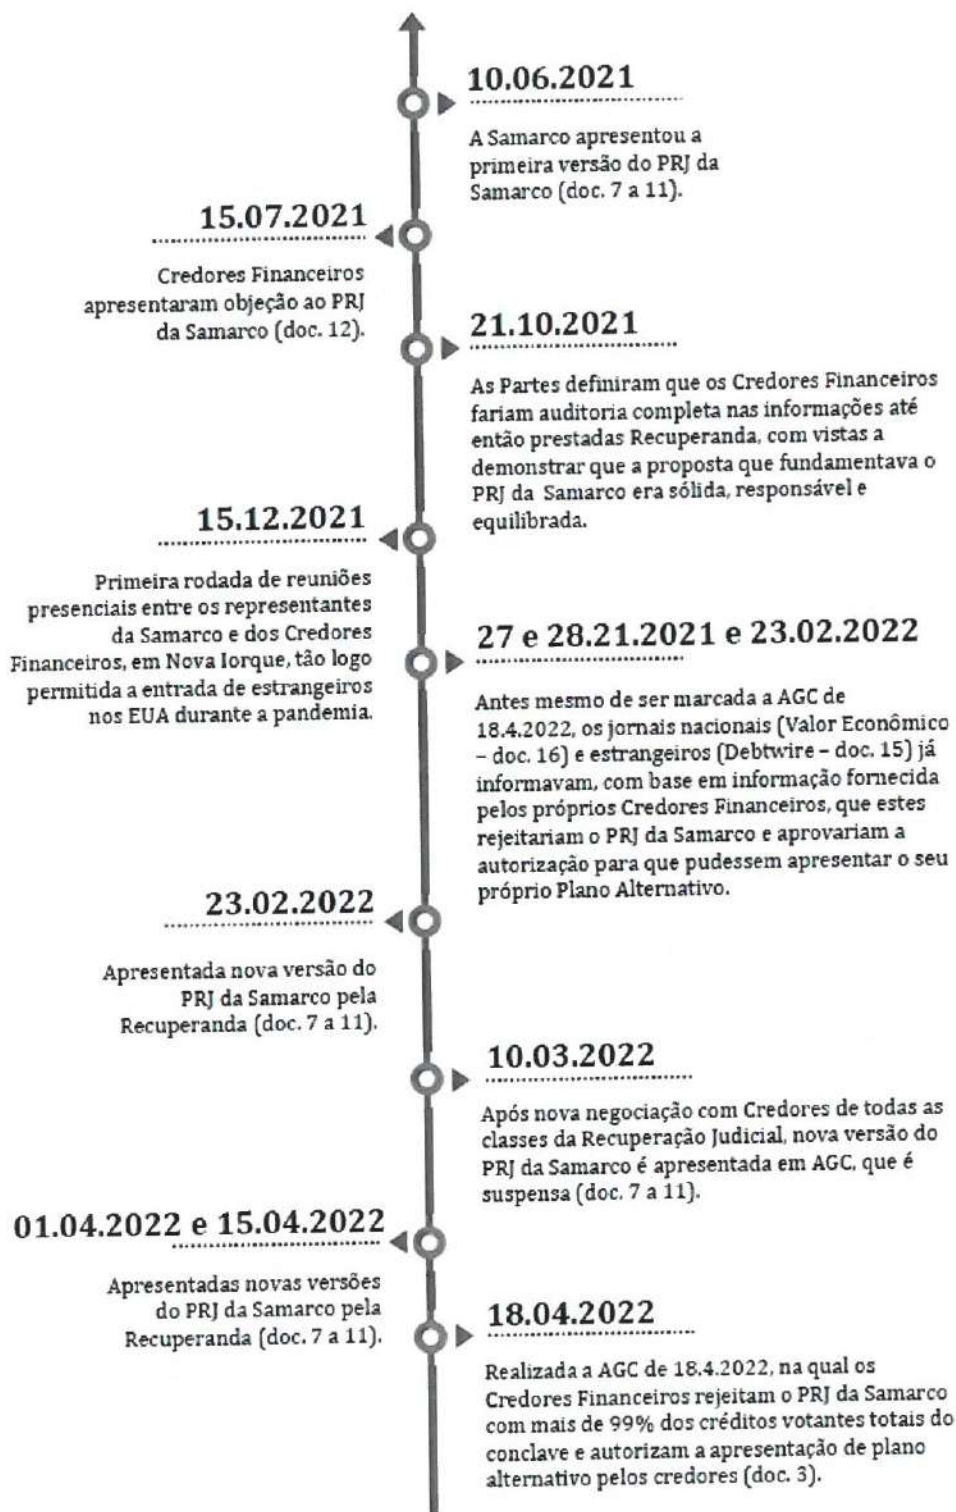 10.06.2021
A Samarco apresentou a
primeira versão do PRJ da
Samarco (doc. 7 a 11).
15.07.2021
Credores Financeiros
apresentaram objeção ao PRJ
da Samarco (doc. 12).
21.10.2021
As Partes definiram que os Credores Financeiros
fariam auditoria completa nas informações até
então prestadas Recuperanda, com vistas a
demonstrar que a proposta que fundamentava o
PRJ da Samarco era sólida, responsável e
equilibrada.
15.12.2021
Primeira rodada de reuniões
presenciais entre os representantes
da Samarco e dos Credores
Financeiros, em Nova Iorque, tão logo
permitida a entrada de estrangeiros
nos EUA durante a pandemia.
27 e 28.21.2021 e 23.02.2022
Antes mesmo de ser marcada a AGC de
18.4.2022, os jornais nacionais (Valor Econômico
– doc. 16) e estrangeiros (Debtwire – doc. 15) já
informavam, com base em informação fornecida
pelos próprios Credores Financeiros, que estes
rejeitariam o PRJ da Samarco e aprovariam a
autorização para que pudessem apresentar o seu
próprio Plano Alternativo.
23.02.2022
Apresentada nova versão do
PRJ da Samarco pela
Recuperanda (doc. 7 a 11).
10.03.2022
Após nova negociação com Credores de todas as
classes da Recuperação Judicial, nova versão do
PRJ da Samarco é apresentada em AGC, que é
suspensa (doc. 7 a 11).
01.04.2022 e 15.04.2022
Apresentadas novas versões
do PRJ da Samarco pela
Recuperanda (doc. 7 a 11).
18.04.2022
Realizada a AGC de 18.4.2022, na qual os
Credores Financeiros rejeitam o PRJ da Samarco
com mais de 99% dos créditos votantes totais do
conclave e autorizam a apresentação de plano
alternativo pelos credores (doc. 3).